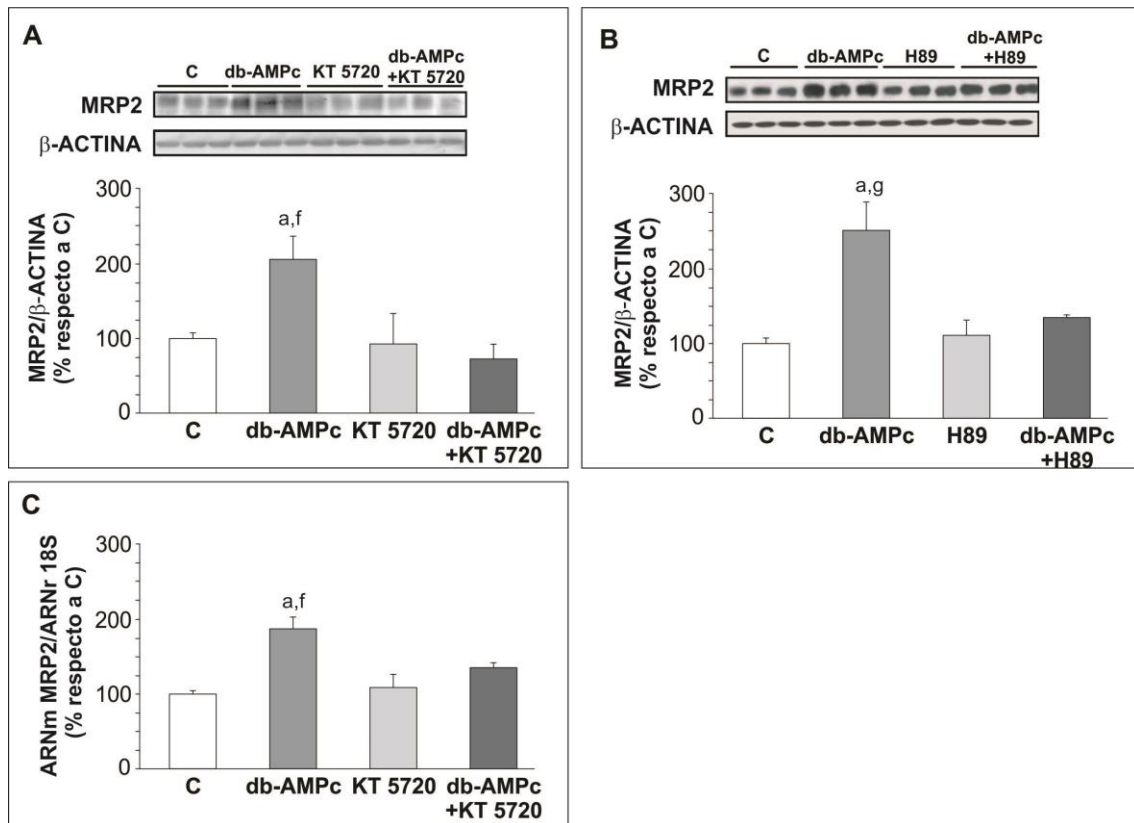 A
C
db-AMPc
KT 5720
db-AMPc
+KT 5720
MRP2
β-ACTINA
MRP2/β-ACTINA
(% respecto a C)
300
200
100
0
a,f
C
db-AMPc
KT 5720
db-AMPc
+KT 5720
B
C
db-AMPc
H89
db-AMPc
+H89
MRP2
β-ACTINA
MRP2/β-ACTINA
(% respecto a C)
300
200
100
0
a,g
C
db-AMPc
H89
db-AMPc
+H89
C
ARNm MRP2/ARNr 18S
(% respecto a C)
300
200
100
0
a,f
C
db-AMPc
KT 5720
db-AMPc
+KT 5720